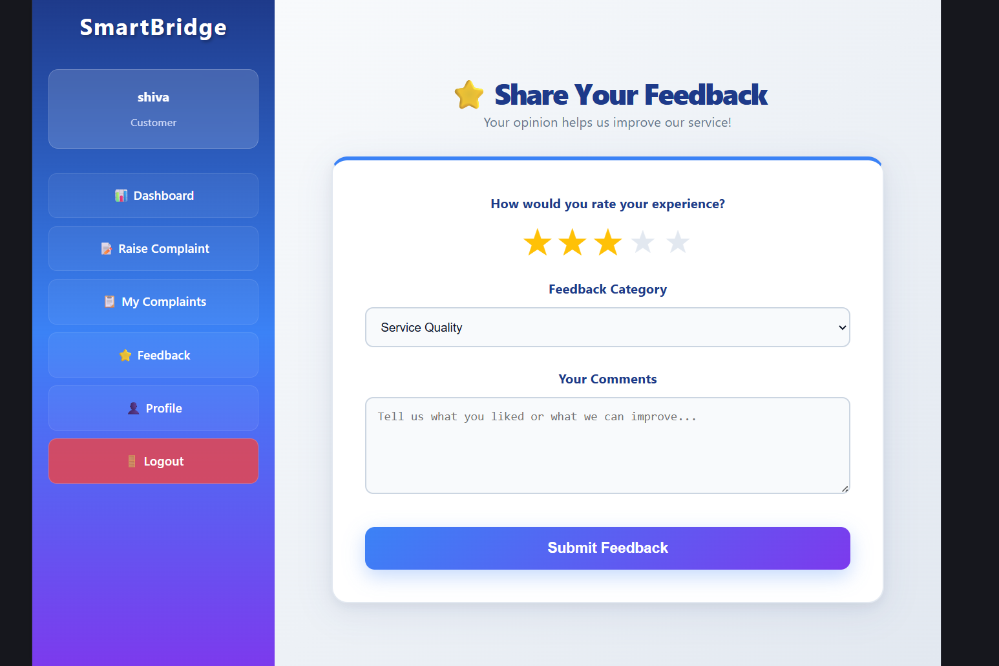 SmartBridge
shiva
Customer
📊 Dashboard
📝 Raise Complaint
📋 My Complaints
⭐ Feedback
👤 Profile
🚪 Logout
⭐ Share Your Feedback
Your opinion helps us improve our service!
How would you rate your experience?
★★★★★
Feedback Category
Service Quality
Your Comments
Tell us what you liked or what we can improve...
Submit Feedback